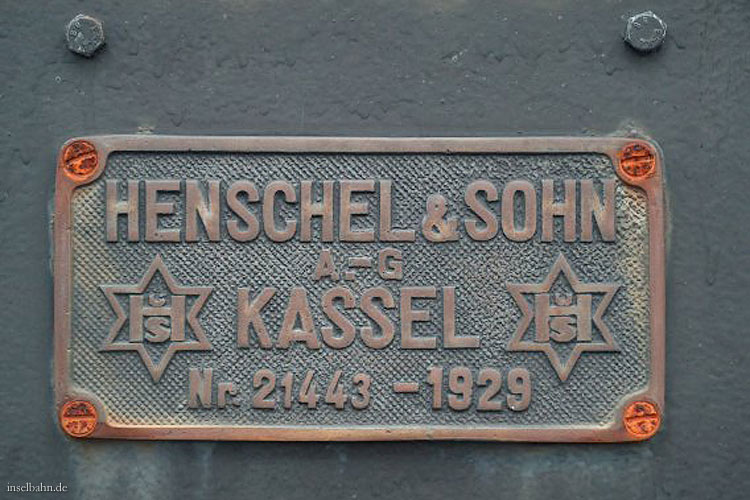 HENSCHEL & SOHN
A.-G
KASSEL
Nr. 21443 - 1929
inselbahn.de